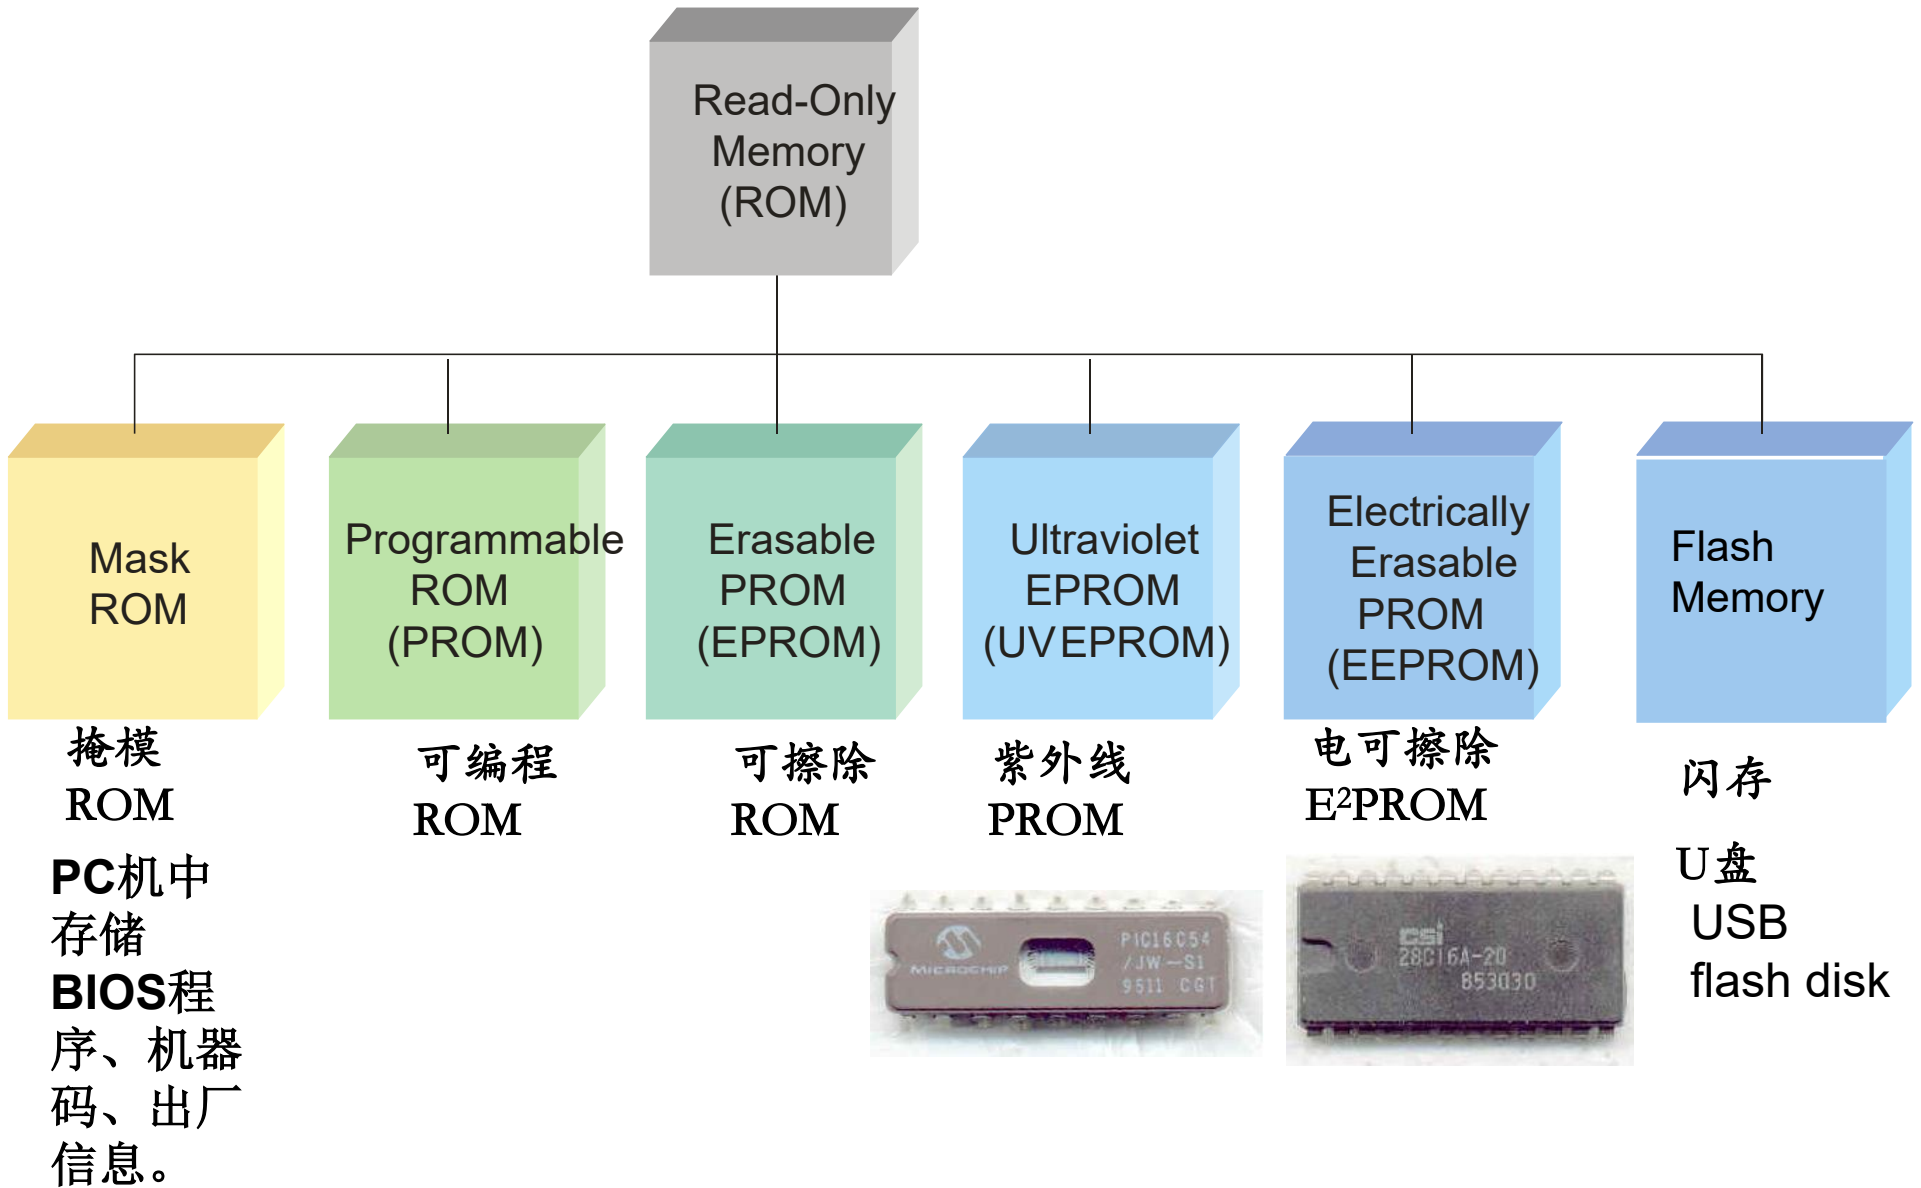 Read-Only
Memory
(ROM)
Mask
ROM
Programmable
ROM
(PROM)
Erasable
PROM
(EPROM)
Ultraviolet
EPROM
(UVEPROM)
Electrically
Erasable
PROM
(EEPROM)
Flash
Memory
掩模
ROM
可编程
ROM
可擦除
ROM
紫外线
PROM
电可擦除
E²PROM
闪存
PC机中
存储
BIOS程
序、机器
码、出厂
信息。
MICROCHIP
PIC16C54
/JW-S1
9511 CGT
CSi
28C16A-20
853030
U盘
USB
flash disk